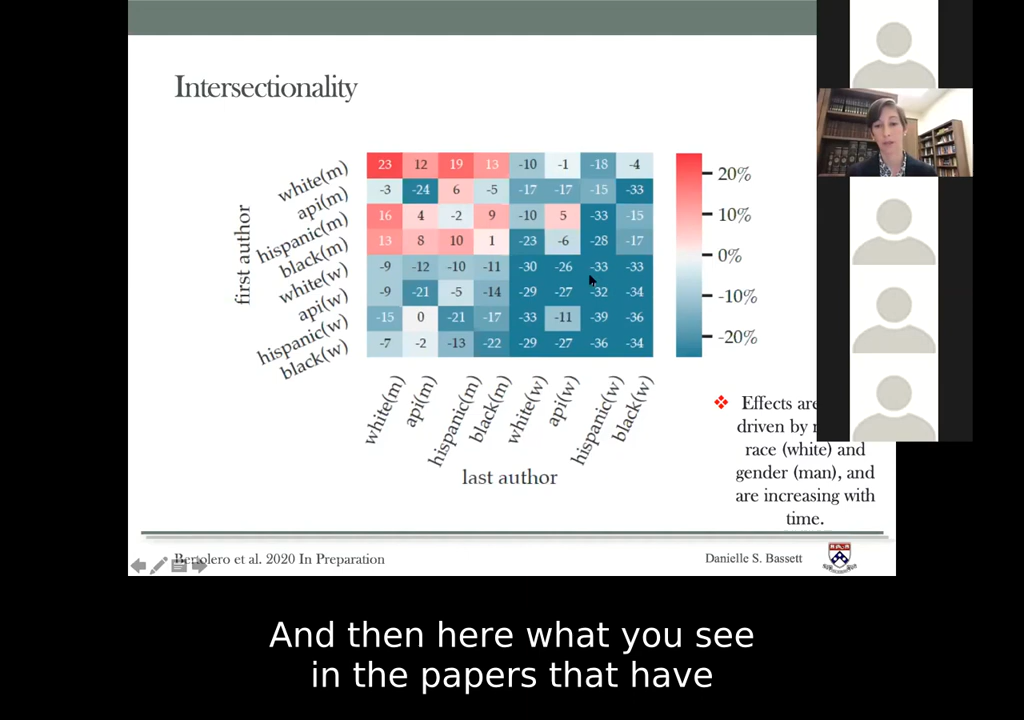 Intersectionality
white(m) 23 12 19 13 -10 -1 -18 -4
api(m) -3 -24 6 -5 -17 -17 -15 -33
hispanic(m) 16 4 -2 9 -10 5 -33 -15
black(m) 13 8 10 1 -23 -6 -28 -17
white(w) -9 -12 -10 -11 -30 -26 -33 -33
api(w) -9 -21 -5 -14 -29 -27 -32 -34
hispanic(w) -15 0 -21 -17 -33 -11 -39 -36
black(w) -7 -2 -13 -22 -29 -27 -36 -34
first author
white(m) api(m) hispanic(m) black(m) white(w) api(w) hispanic(w) black(w)
last author
20%
10%
0%
-10%
-20%
❖ Effects are
driven by
race (white) and
gender (man), and
are increasing with
time.
Bertolero et al. 2020 In Preparation
Danielle S. Bassett
And then here what you see
in the papers that have